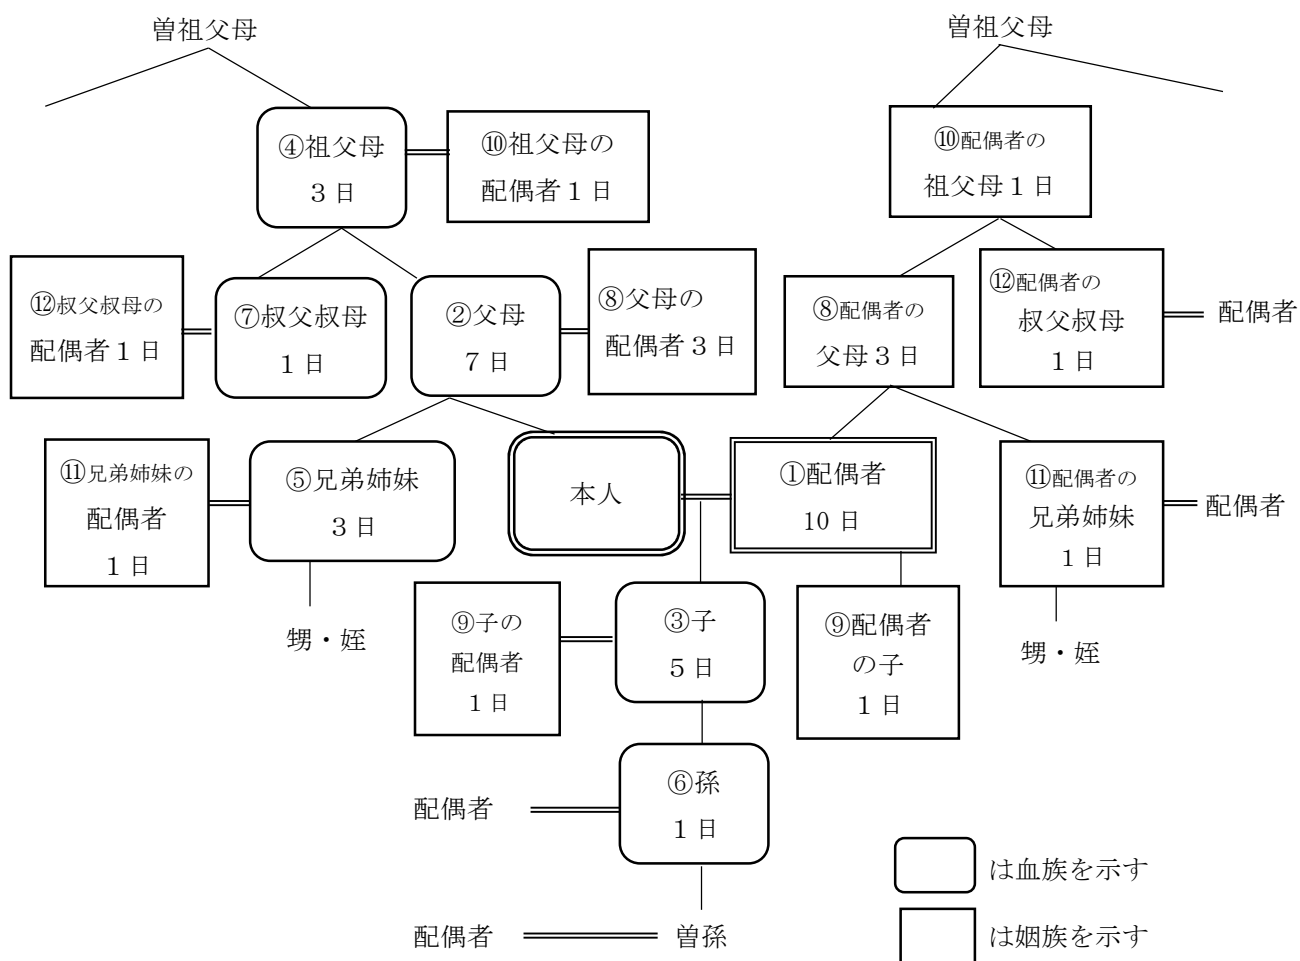 曽祖父母
曽祖父母
④祖父母
３日
⑩祖父母の
配偶者１日
⑩配偶者の
祖父母１日
⑫叔父叔母の
配偶者１日
⑦叔父叔母
１日
②父母
７日
⑧父母の
配偶者３日
⑧配偶者の
父母３日
⑫配偶者の
叔父叔母
１日
配偶者
⑪兄弟姉妹の
配偶者
１日
⑤兄弟姉妹
３日
本人
①配偶者
10日
⑪配偶者の
兄弟姉妹
１日
配偶者
甥・姪
⑨子の
配偶者
１日
③子
５日
⑨配偶者
の子
１日
甥・姪
配偶者
⑥孫
１日
は血族を示す
配偶者
曽孫
は姻族を示す